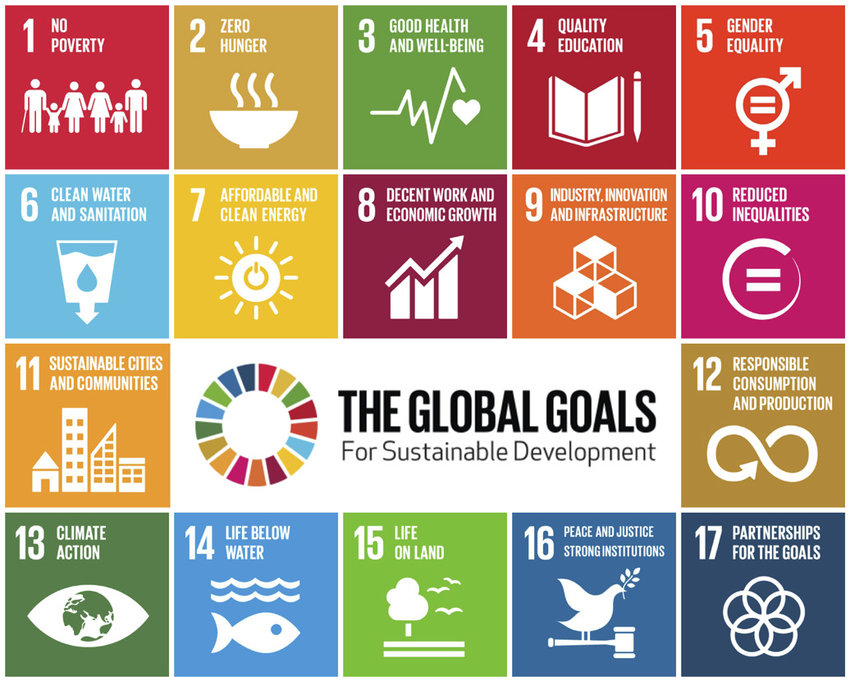 1 NO
POVERTY
2 ZERO
HUNGER
3 GOOD HEALTH
AND WELL-BEING
4 QUALITY
EDUCATION
5 GENDER
EQUALITY
6 CLEAN WATER
AND SANITATION
7 AFFORDABLE AND
CLEAN ENERGY
8 DECENT WORK AND
ECONOMIC GROWTH
9 INDUSTRY, INNOVATION
AND INFRASTRUCTURE
10 REDUCED
INEQUALITIES
11 SUSTAINABLE CITIES
AND COMMUNITIES
THE GLOBAL GOALS
For Sustainable Development
12 RESPONSIBLE
CONSUMPTION
AND PRODUCTION
13 CLIMATE
ACTION
14 LIFE BELOW
WATER
15 LIFE
ON LAND
16 PEACE AND JUSTICE
STRONG INSTITUTIONS
17 PARTNERSHIPS
FOR THE GOALS